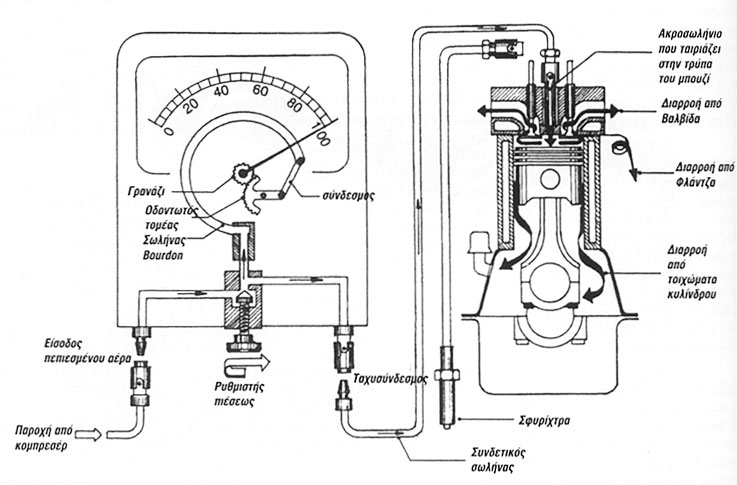 Ακροσωλήνιο
που ταιριάζει
στην τρύπα
του μπουζί
Διαρροή από
Βαλβίδα
Διαρροή από
Φλάντζα
Διαρροή
από
τοιχώματα
κυλίνδρου
0
20
40
60
80
100
Γρανάζι
Οδοντωτός
τομέας
Σωλήνας
Bourdon
σύνδεσμος
Είσοδος
πεπιεσμένου αέρα
Ρυθμιστής
πιέσεως
Ταχυσύνδεσμος
Παροχή από
κομπρεσέρ
Σφυρίχτρα
Συνδετικός
σωλήνας